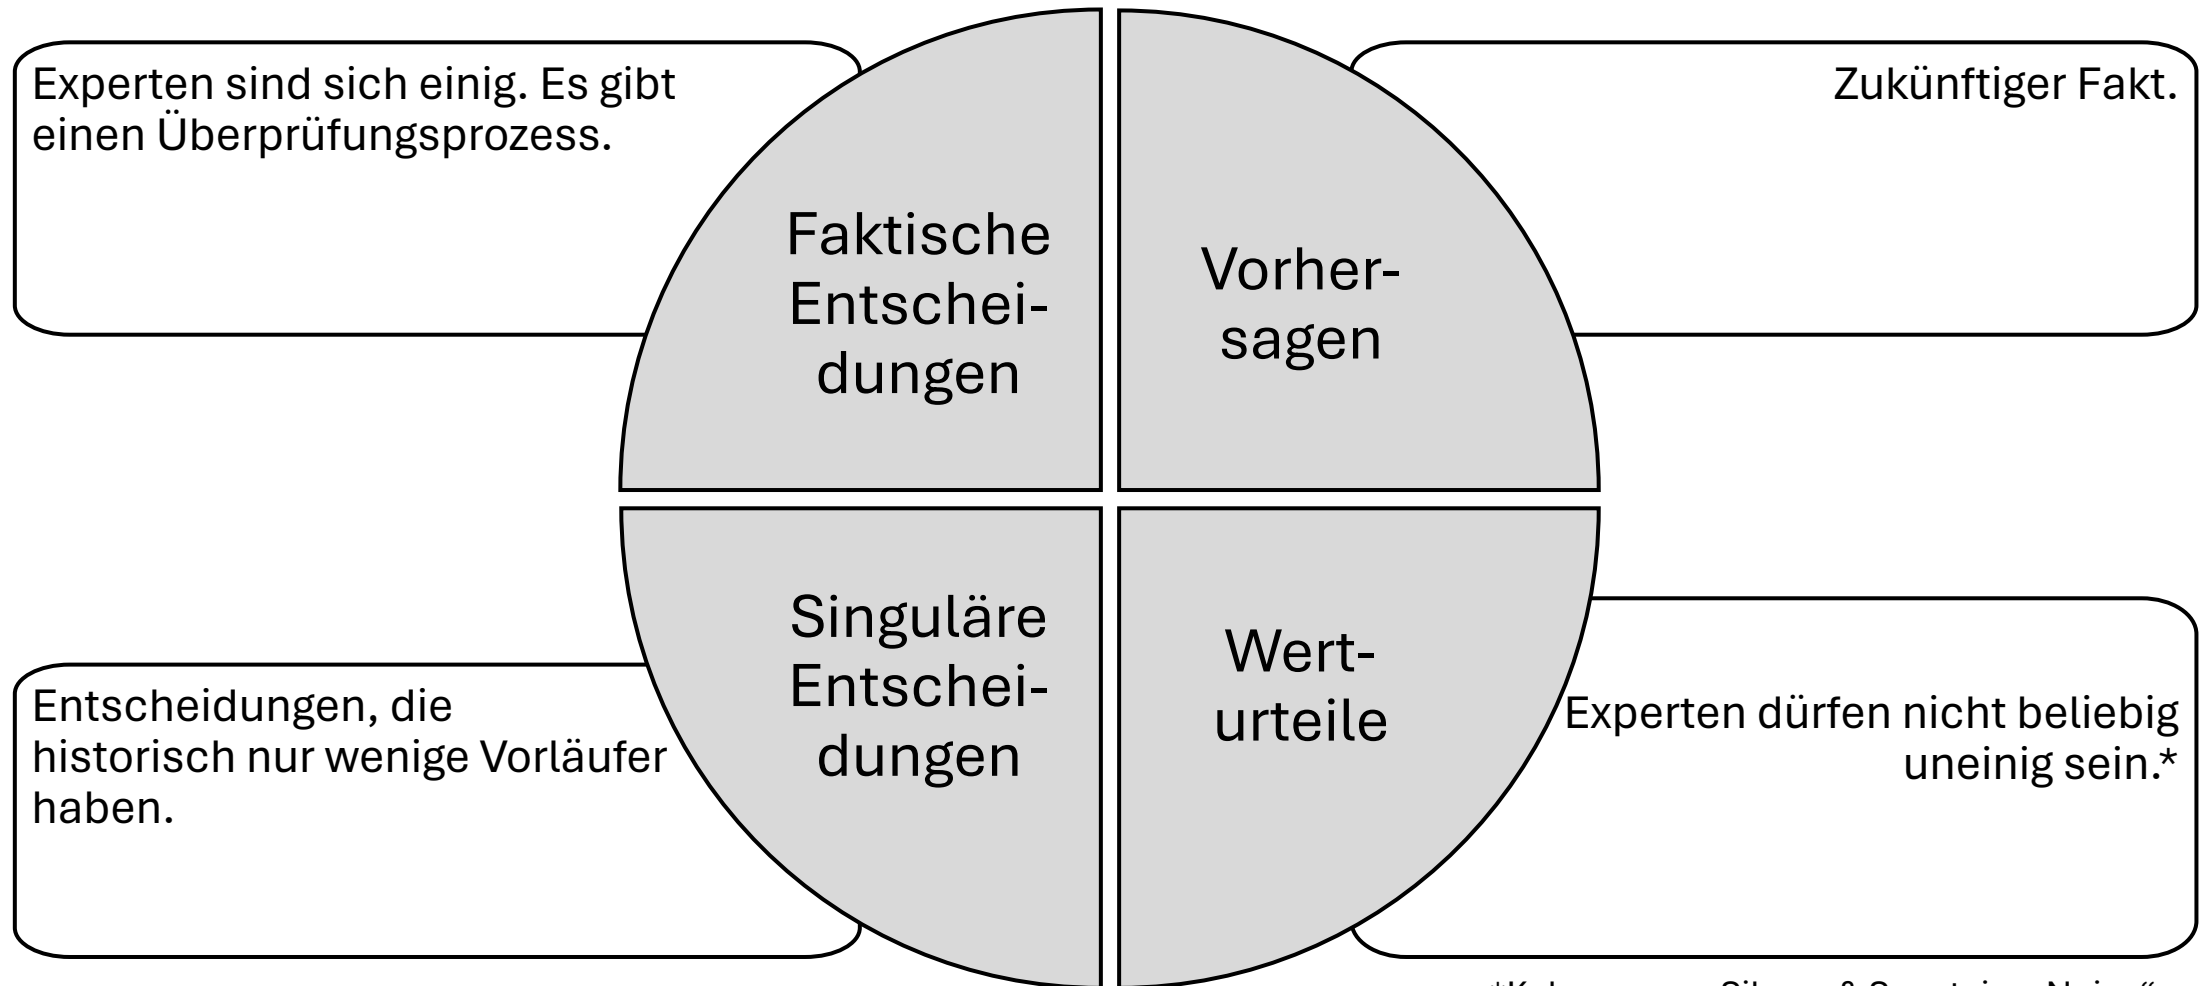 Experten sind sich einig. Es gibt
einen Überprüfungsprozess.
Faktische
Entschei-
dungen
Vorher-
sagen
Zukünftiger Fakt.
Singuläre
Entschei-
dungen
Entscheidungen, die
historisch nur wenige Vorläufer
haben.
Wert-
urteile
Experten dürfen nicht beliebig
uneinig sein.*